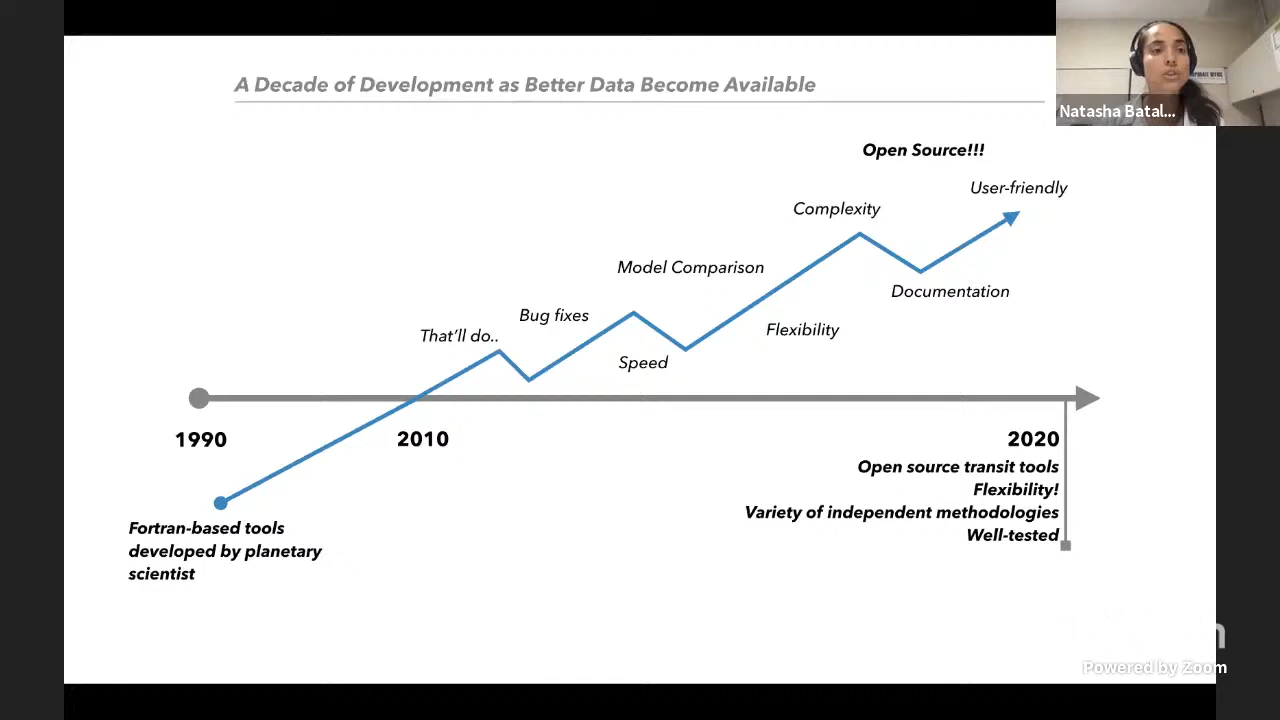 A Decade of Development as Better Data Become Available
Natasha Batal...
Open Source!!!
User-friendly
Complexity
Model Comparison
Documentation
Bug fixes
Flexibility
That'll do..
Speed
1990
2010
2020
Open source transit tools
Flexibility!
Variety of independent methodologies
Well-tested
Fortran-based tools
developed by planetary
scientist
Powered by Zoom